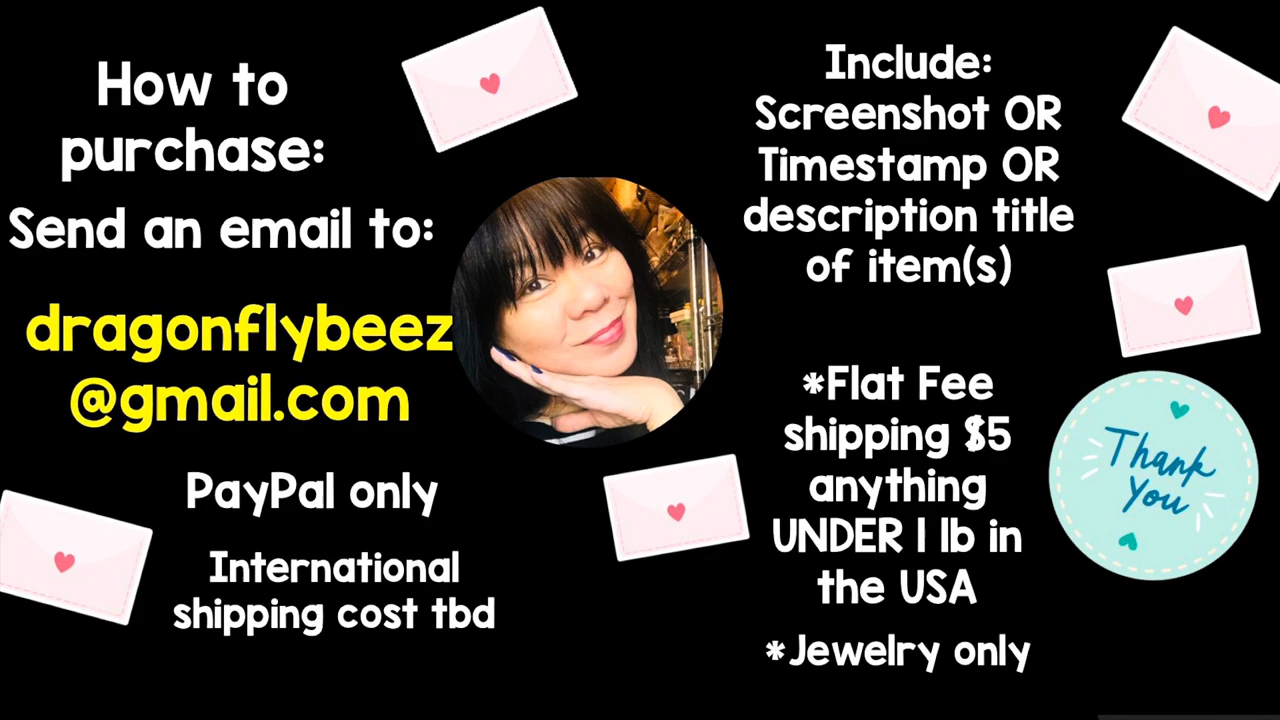 How to
purchase:
Send an email to:
dragonflybeez
@gmail.com
PayPal only
International
shipping cost tbd
Include:
Screenshot OR
Timestamp OR
description title
of item(s)
*Flat Fee
shipping $5
anything
UNDER 1 lb in
the USA
*Jewelry only
Thank
You